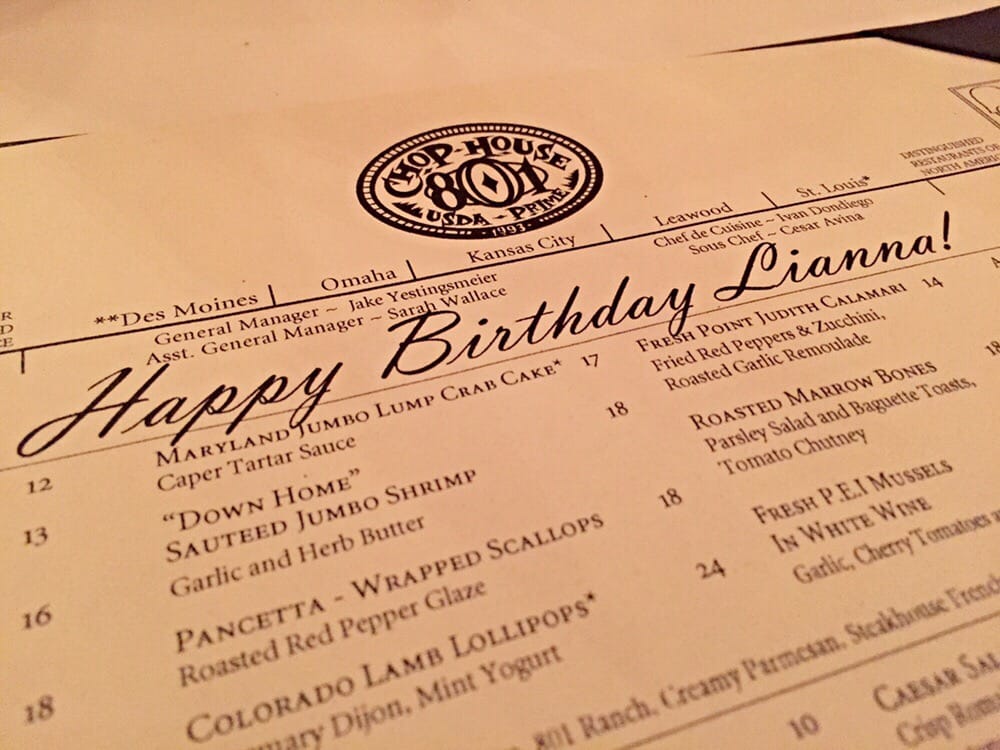 CHOP-HOUSE
801
USDA - PRIME
·1993·
DISTINGUISHED
RESTAURANTS OF
NORTH AMERICA
**Des Moines | Omaha | Kansas City | Leawood | St. Louis*
General Manager ~ Jake Yestingsmeier
Asst. General Manager ~ Sarah Wallace
Chef de Cuisine ~ Ivan Dondiego
Sous Chef ~ Cesar Avina
Happy Birthday Lianna!
12
13
16
18
MARYLAND JUMBO LUMP CRAB CAKE* 17
Caper Tartar Sauce
"DOWN HOME" 18
SAUTEED JUMBO SHRIMP
Garlic and Herb Butter
PANCETTA - WRAPPED SCALLOPS 18
Roasted Red Pepper Glaze
COLORADO LAMB LOLLIPOPS* 24
Dijon, Mint Yogurt
FRESH POINT JUDITH CALAMARI 14
Fried Red Peppers & Zucchini,
Roasted Garlic Remoulade
ROASTED MARROW BONES 18
Parsley Salad and Baguette Toasts,
Tomato Chutney
FRESH P.E.I MUSSELS
IN WHITE WINE
Garlic, Cherry Tomatoes
801 Ranch, Creamy Parmesan, Steakhouse French
10
CAESAR
Crisp